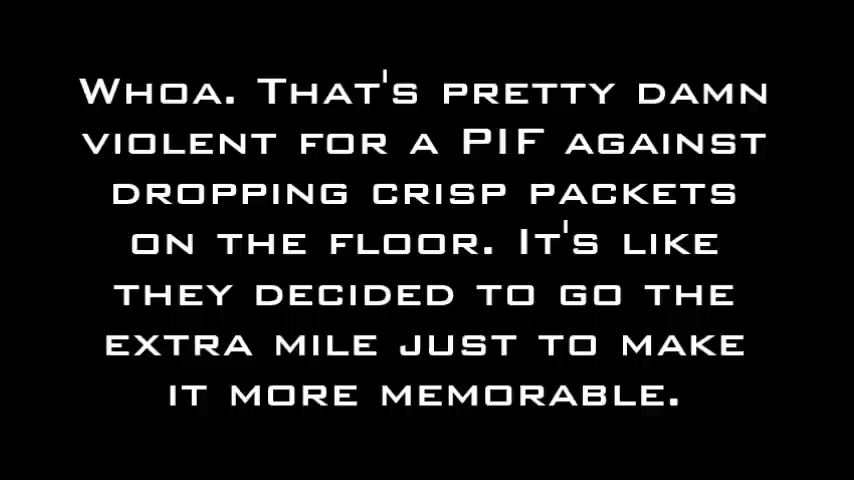 Whoa. That's pretty damn
violent for a PIF against
dropping crisp packets
on the floor. It's like
they decided to go the
extra mile just to make
it more memorable.